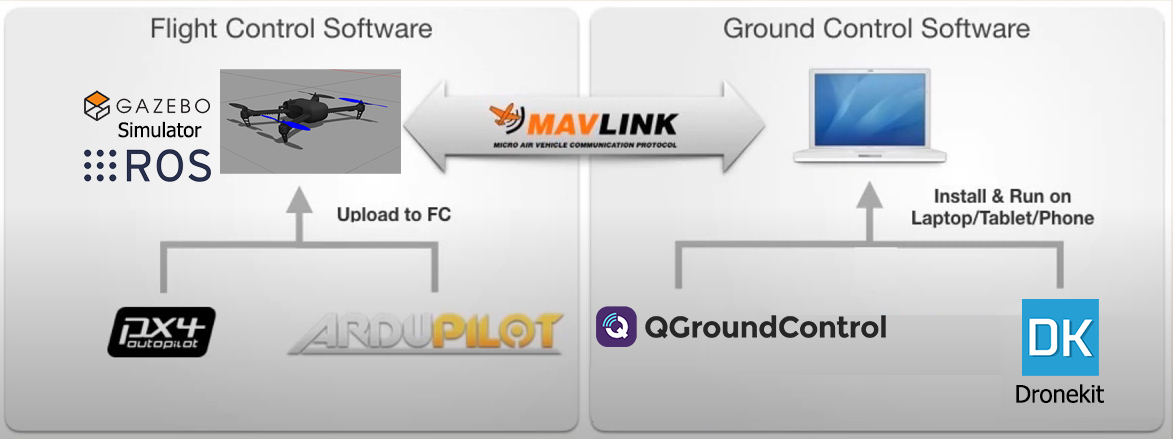 Flight Control Software
GAZEBO
Simulator
ROS
Upload to FC
px4
autopilot
ARDUPILOT
MAVLINK
MICRO AIR VEHICLE COMMUNICATION PROTOCOL
Ground Control Software
Install & Run on
Laptop/Tablet/Phone
QGroundControl
DK
Dronekit